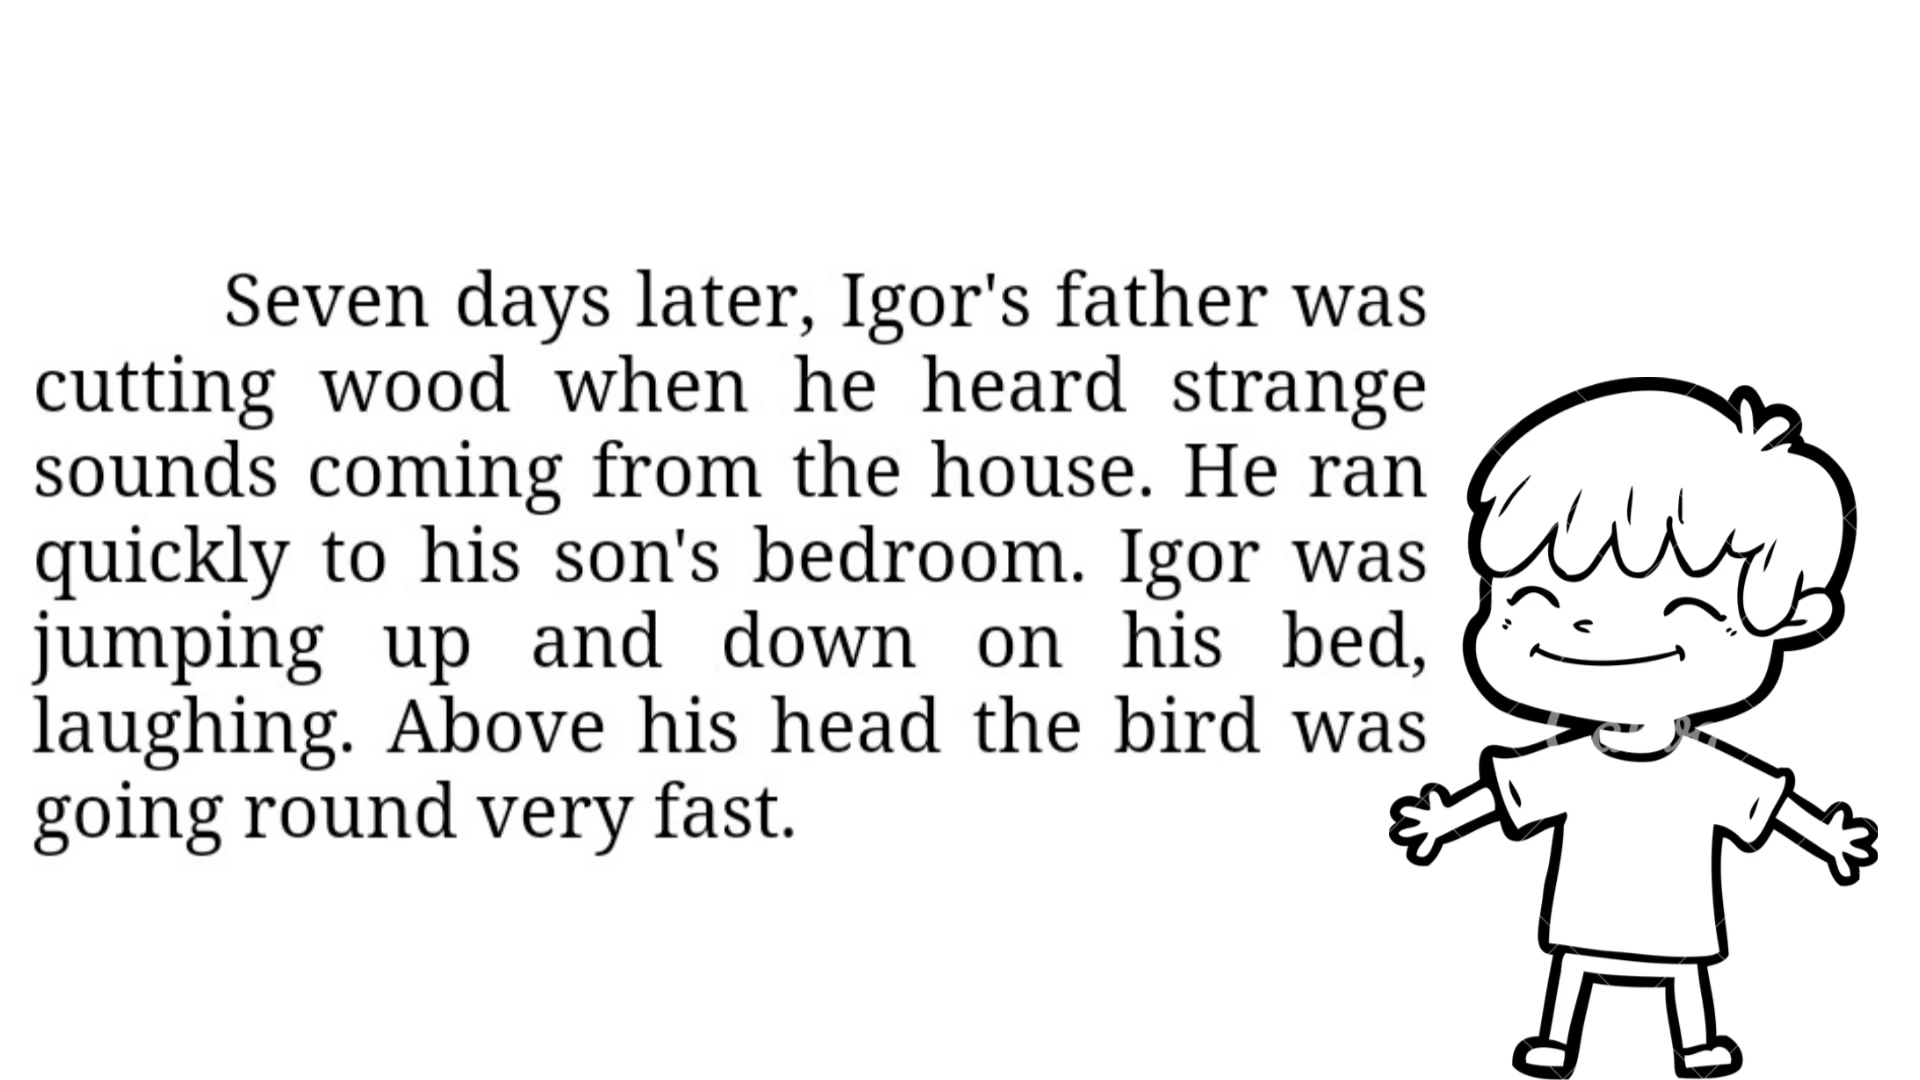 Seven days later, Igor's father was
cutting wood when he heard strange
sounds coming from the house. He ran
quickly to his son's bedroom. Igor was
jumping up and down on his bed,
laughing. Above his head the bird was
going round very fast.